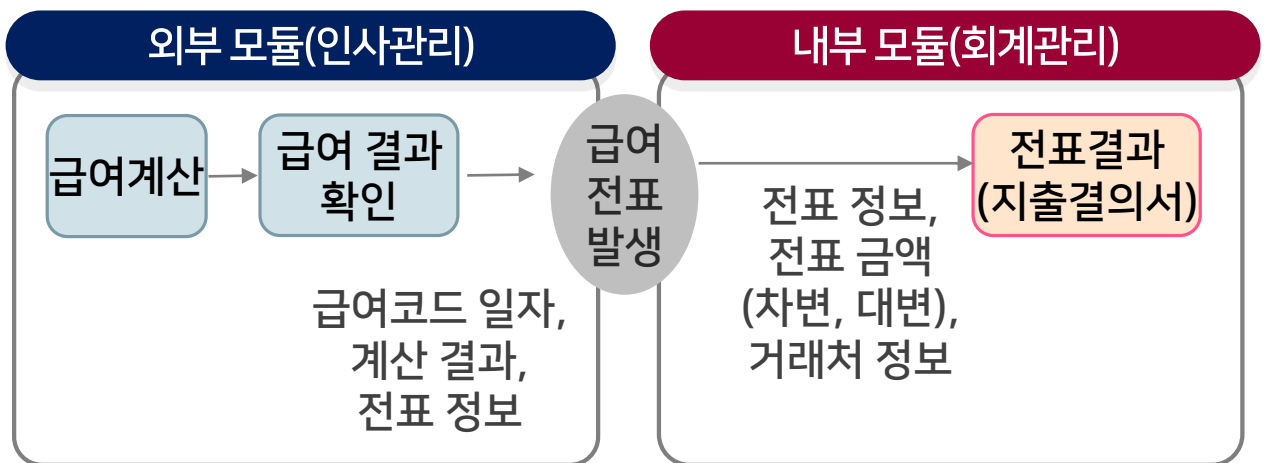 외부 모듈(인사관리)
급여계산
급여 결과
확인
급여코드 일자,
계산 결과,
전표 정보
급여
전표
발생
내부 모듈(회계관리)
전표 정보,
전표 금액
(차변, 대변),
거래처 정보
전표결과
(지출결의서)